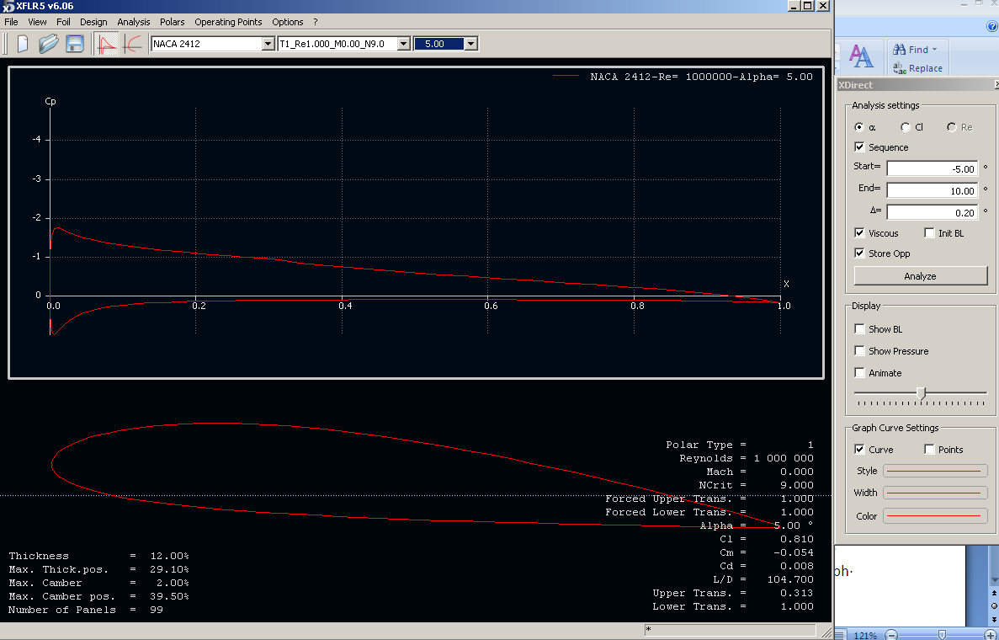 XFLR5 v6.06
File View Foil Design Analysis Polars Operating Points Options ?
NACA 2412 T1_Re1.000_M0.00_N9.0 5.00
NACA 2412-Re= 1000000-Alpha= 5.00
Cp
-4
-3
-2
-1
0
X
0.0 0.2 0.4 0.6 0.8 1.0
Polar Type = 1
Reynolds = 1 000 000
Mach = 0.000
NCrit = 9.000
Forced Upper Trans. = 1.000
Forced Lower Trans. = 1.000
Alpha = 5.00 °
Cl = 0.810
Cm = -0.054
Cd = 0.008
L/D = 104.700
Upper Trans. = 0.313
Lower Trans. = 1.000
Thickness = 12.00%
Max. Thick.pos. = 29.10%
Max. Camber = 2.00%
Max. Camber pos. = 39.50%
Number of Panels = 99
*
Find
Replace
XDirect
Analysis settings
α Cl Re
Sequence
Start= -5.00 °
End= 10.00 °
Δ= 0.20 °
Viscous Init BL
Store Opp
Analyze
Display
Show BL
Show Pressure
Animate
Graph Curve Settings
Curve Points
Style
Width
Color
ph·
121%